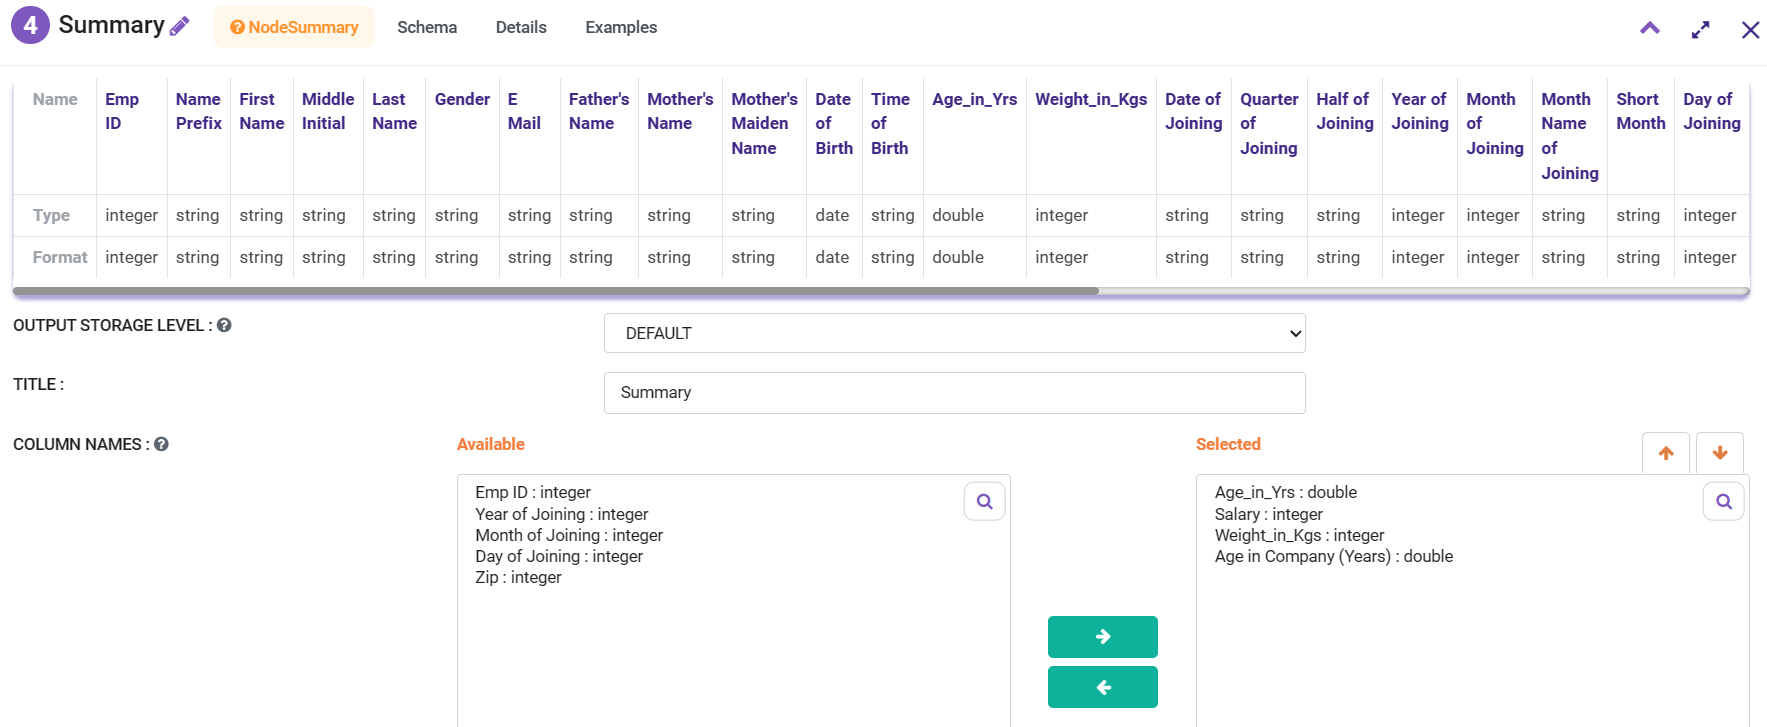 4 Summary NodeSummary Schema Details Examples
Name Emp ID Name Prefix First Name Middle Initial Last Name Gender E Mail Father's Name Mother's Name Mother's Maiden Name Date of Birth Time of Birth Age_in_Yrs Weight_in_Kgs Date of Joining Quarter of Joining Half of Joining Year of Joining Month of Joining Month Name of Joining Short Month Day of Joining
Type integer string string string string string string string string string date string double integer string string string integer integer string string integer
Format integer string string string string string string string string string date string double integer string string string integer integer string string integer
OUTPUT STORAGE LEVEL : DEFAULT
TITLE : Summary
COLUMN NAMES : Available Selected
Emp ID : integer
Year of Joining : integer
Month of Joining : integer
Day of Joining : integer
Zip : integer
Age_in_Yrs : double
Salary : integer
Weight_in_Kgs : integer
Age in Company (Years) : double